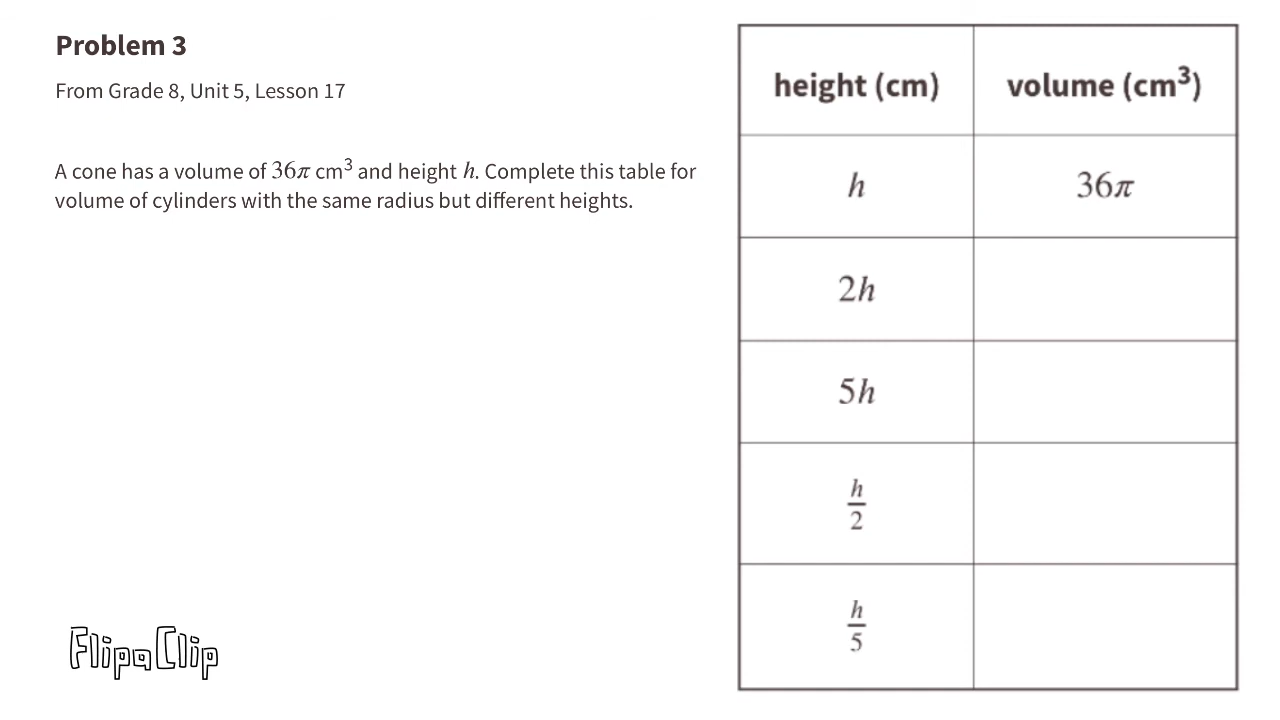 Problem 3
From Grade 8, Unit 5, Lesson 17
A cone has a volume of 36π cm³ and height h. Complete this table for
volume of cylinders with the same radius but different heights.
height (cm) volume (cm³)
h 36π
2h
5h
h/2
h/5
FlipaClip